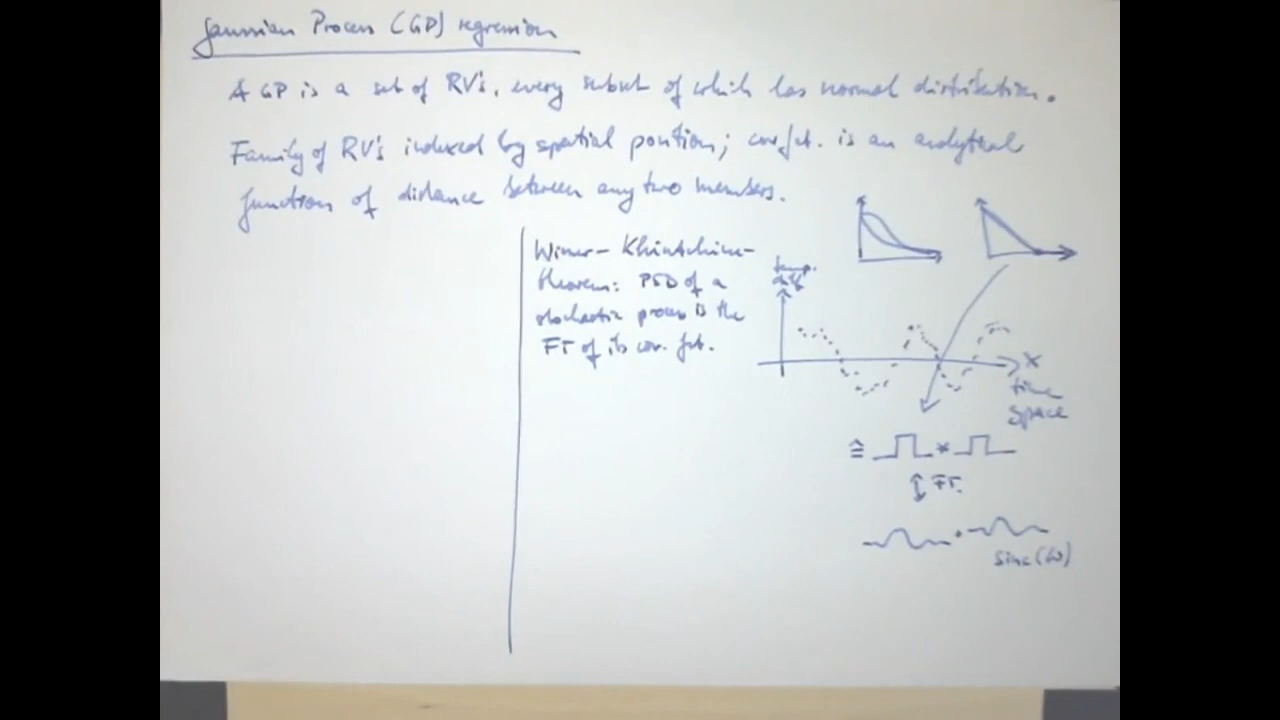 Gaussian Process (GP) regression
A GP is a set of RV's, every subset of which has normal distribution.
Family of RV's indexed by spatial position; cov. fct. is an analytical
function of distance between any two members.
Wiener-Khintchine-
theorem: PSD of a
stochastic process is the
FT of its cov. fct.
temp.
diff.
x
time
space
≙ *
↕ FT.
·
sinc(ω)